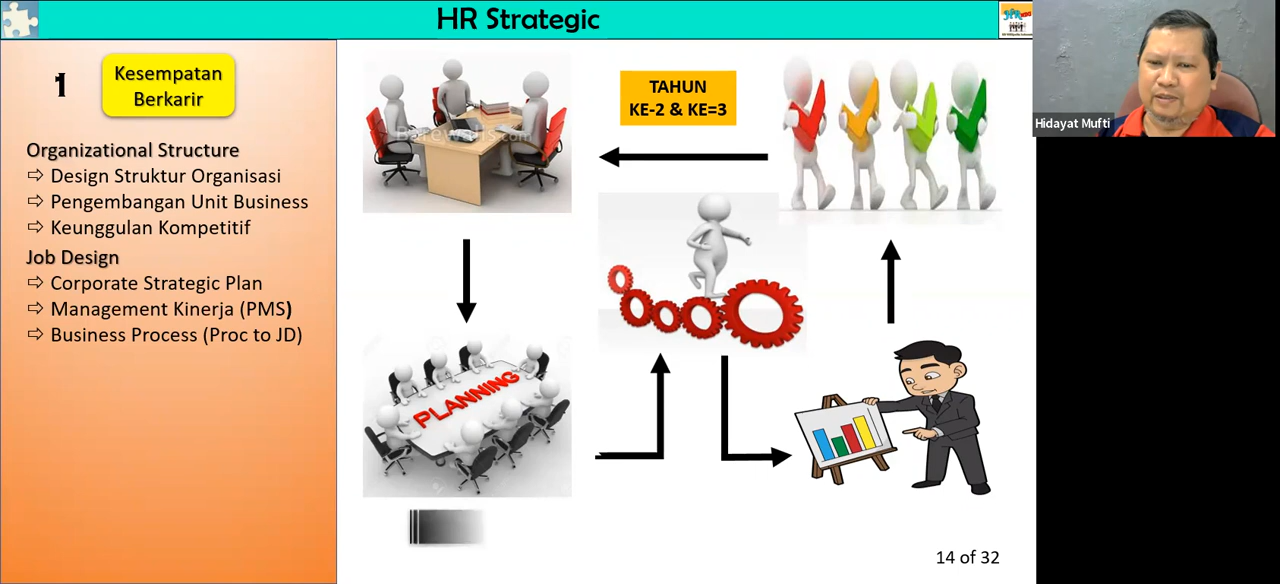 HR Strategic
1
Kesempatan
Berkarir
Organizational Structure
⇨ Design Struktur Organisasi
⇨ Pengembangan Unit Business
⇨ Keunggulan Kompetitif
Job Design
⇨ Corporate Strategic Plan
⇨ Management Kinerja (PMS)
⇨ Business Process (Proc to JD)
TAHUN
KE-2 & KE=3
PLANNING
14 of 32
Hidayat Mufti